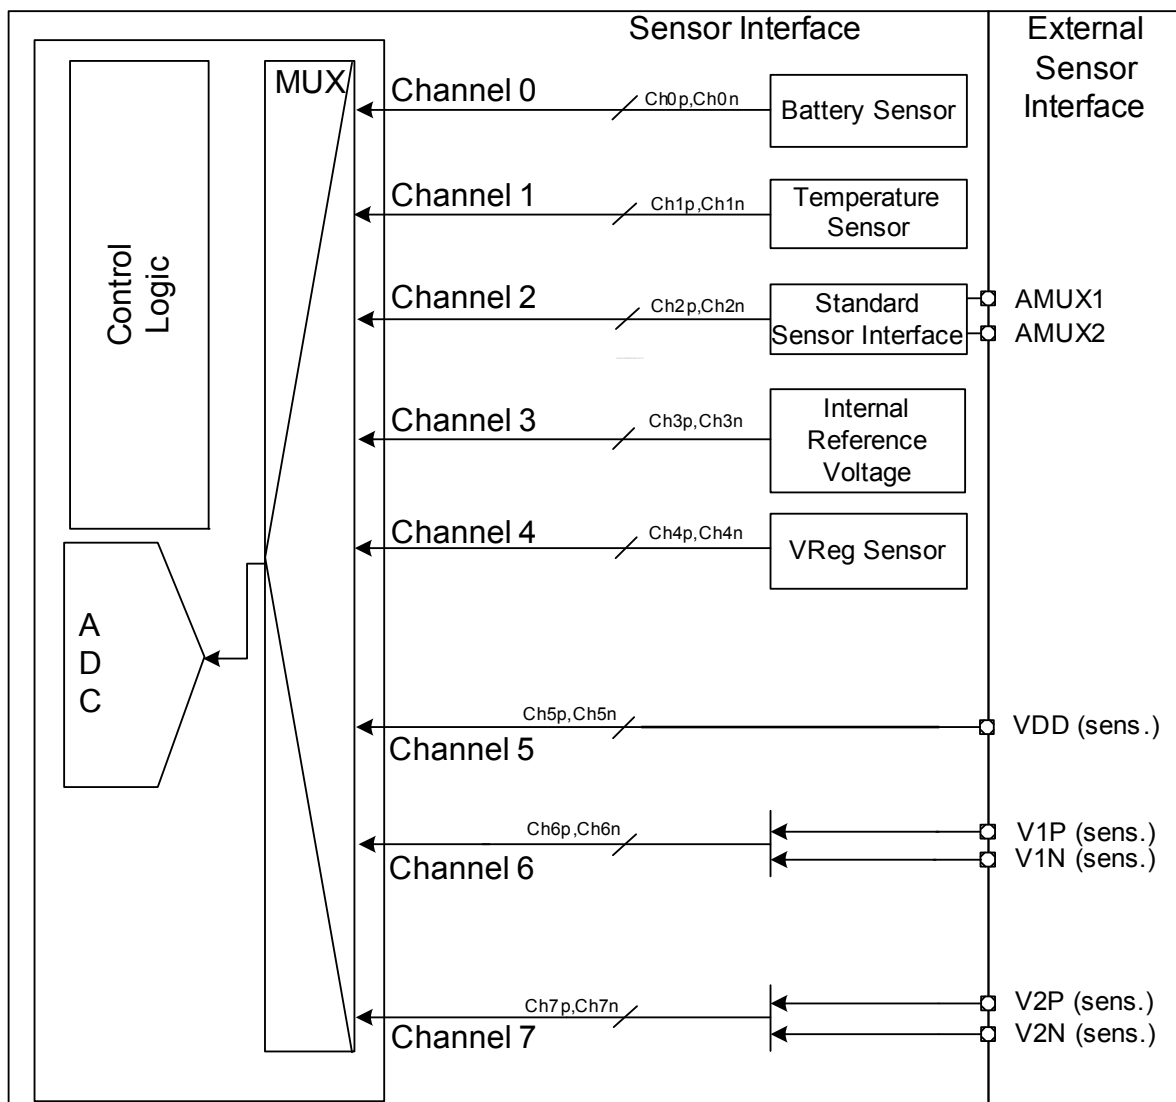 Sensor Interface
External
Sensor
Interface
MUX
Control
Logic
A
D
C
Channel 0
Ch0p,Ch0n
Battery Sensor
Channel 1
Ch1p,Ch1n
Temperature
Sensor
Channel 2
Ch2p,Ch2n
Standard
Sensor Interface
AMUX1
AMUX2
Channel 3
Ch3p,Ch3n
Internal
Reference
Voltage
Channel 4
Ch4p,Ch4n
VReg Sensor
Ch5p,Ch5n
Channel 5
VDD (sens.)
Ch6p,Ch6n
Channel 6
V1P (sens.)
V1N (sens.)
Ch7p,Ch7n
Channel 7
V2P (sens.)
V2N (sens.)